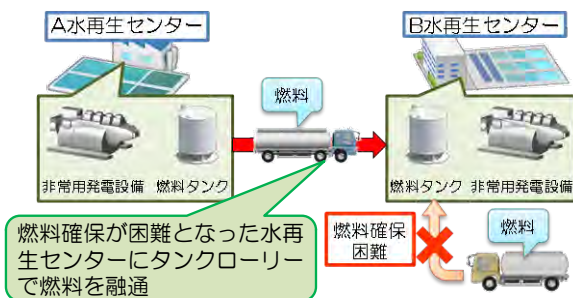 A水再生センター
B水再生センター
燃料
非常用発電設備
燃料タンク
燃料タンク
非常用発電設備
燃料確保が困難となった水再
生センターにタンクローリー
で燃料を融通
燃料確保
困難
燃料